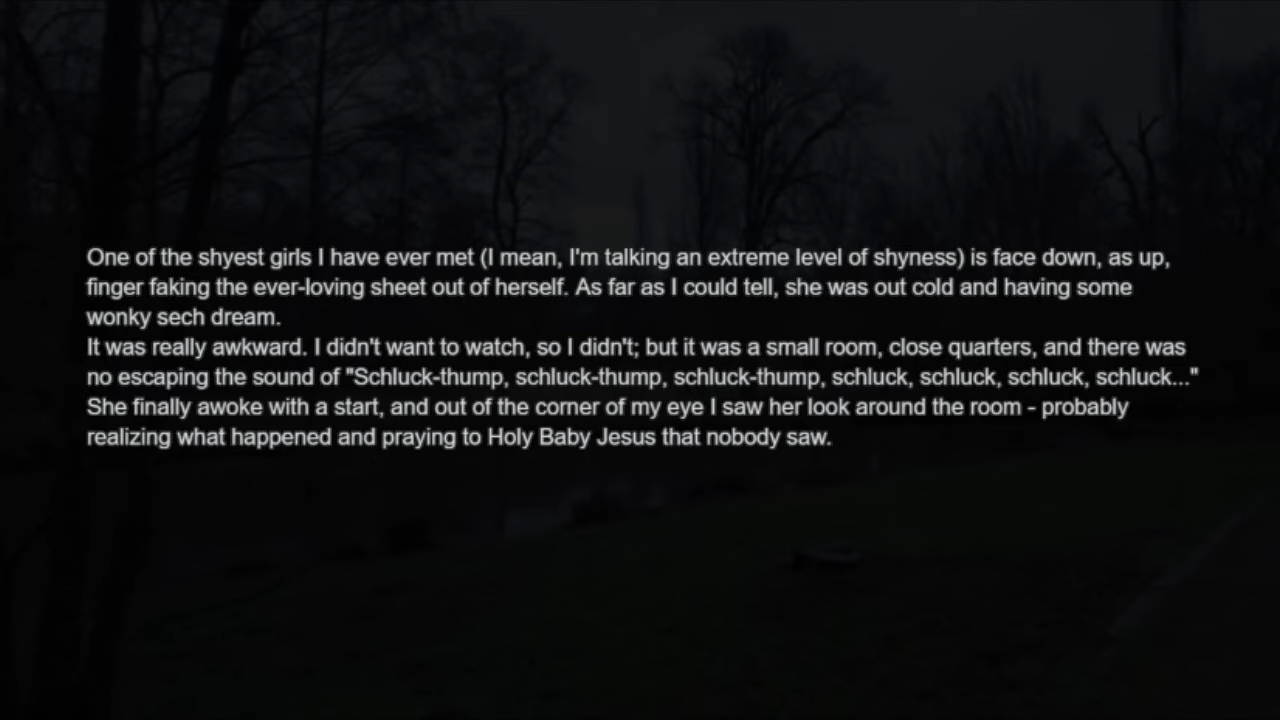 One of the shyest girls I have ever met (I mean, I'm talking an extreme level of shyness) is face down, as up,
finger faking the ever-loving sheet out of herself. As far as I could tell, she was out cold and having some
wonky sech dream.
It was really awkward. I didn't want to watch, so I didn't; but it was a small room, close quarters, and there was
no escaping the sound of "Schluck-thump, schluck-thump, schluck-thump, schluck, schluck, schluck, schluck..."
She finally awoke with a start, and out of the corner of my eye I saw her look around the room - probably
realizing what happened and praying to Holy Baby Jesus that nobody saw.